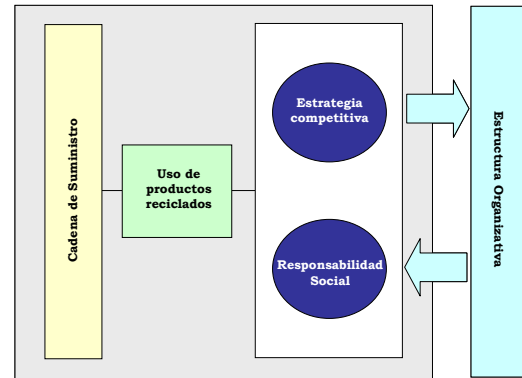 Cadena de Suministro
Uso de
productos
reciclados
Estrategia
competitiva
Responsabilidad
Social
Estructura Organizativa